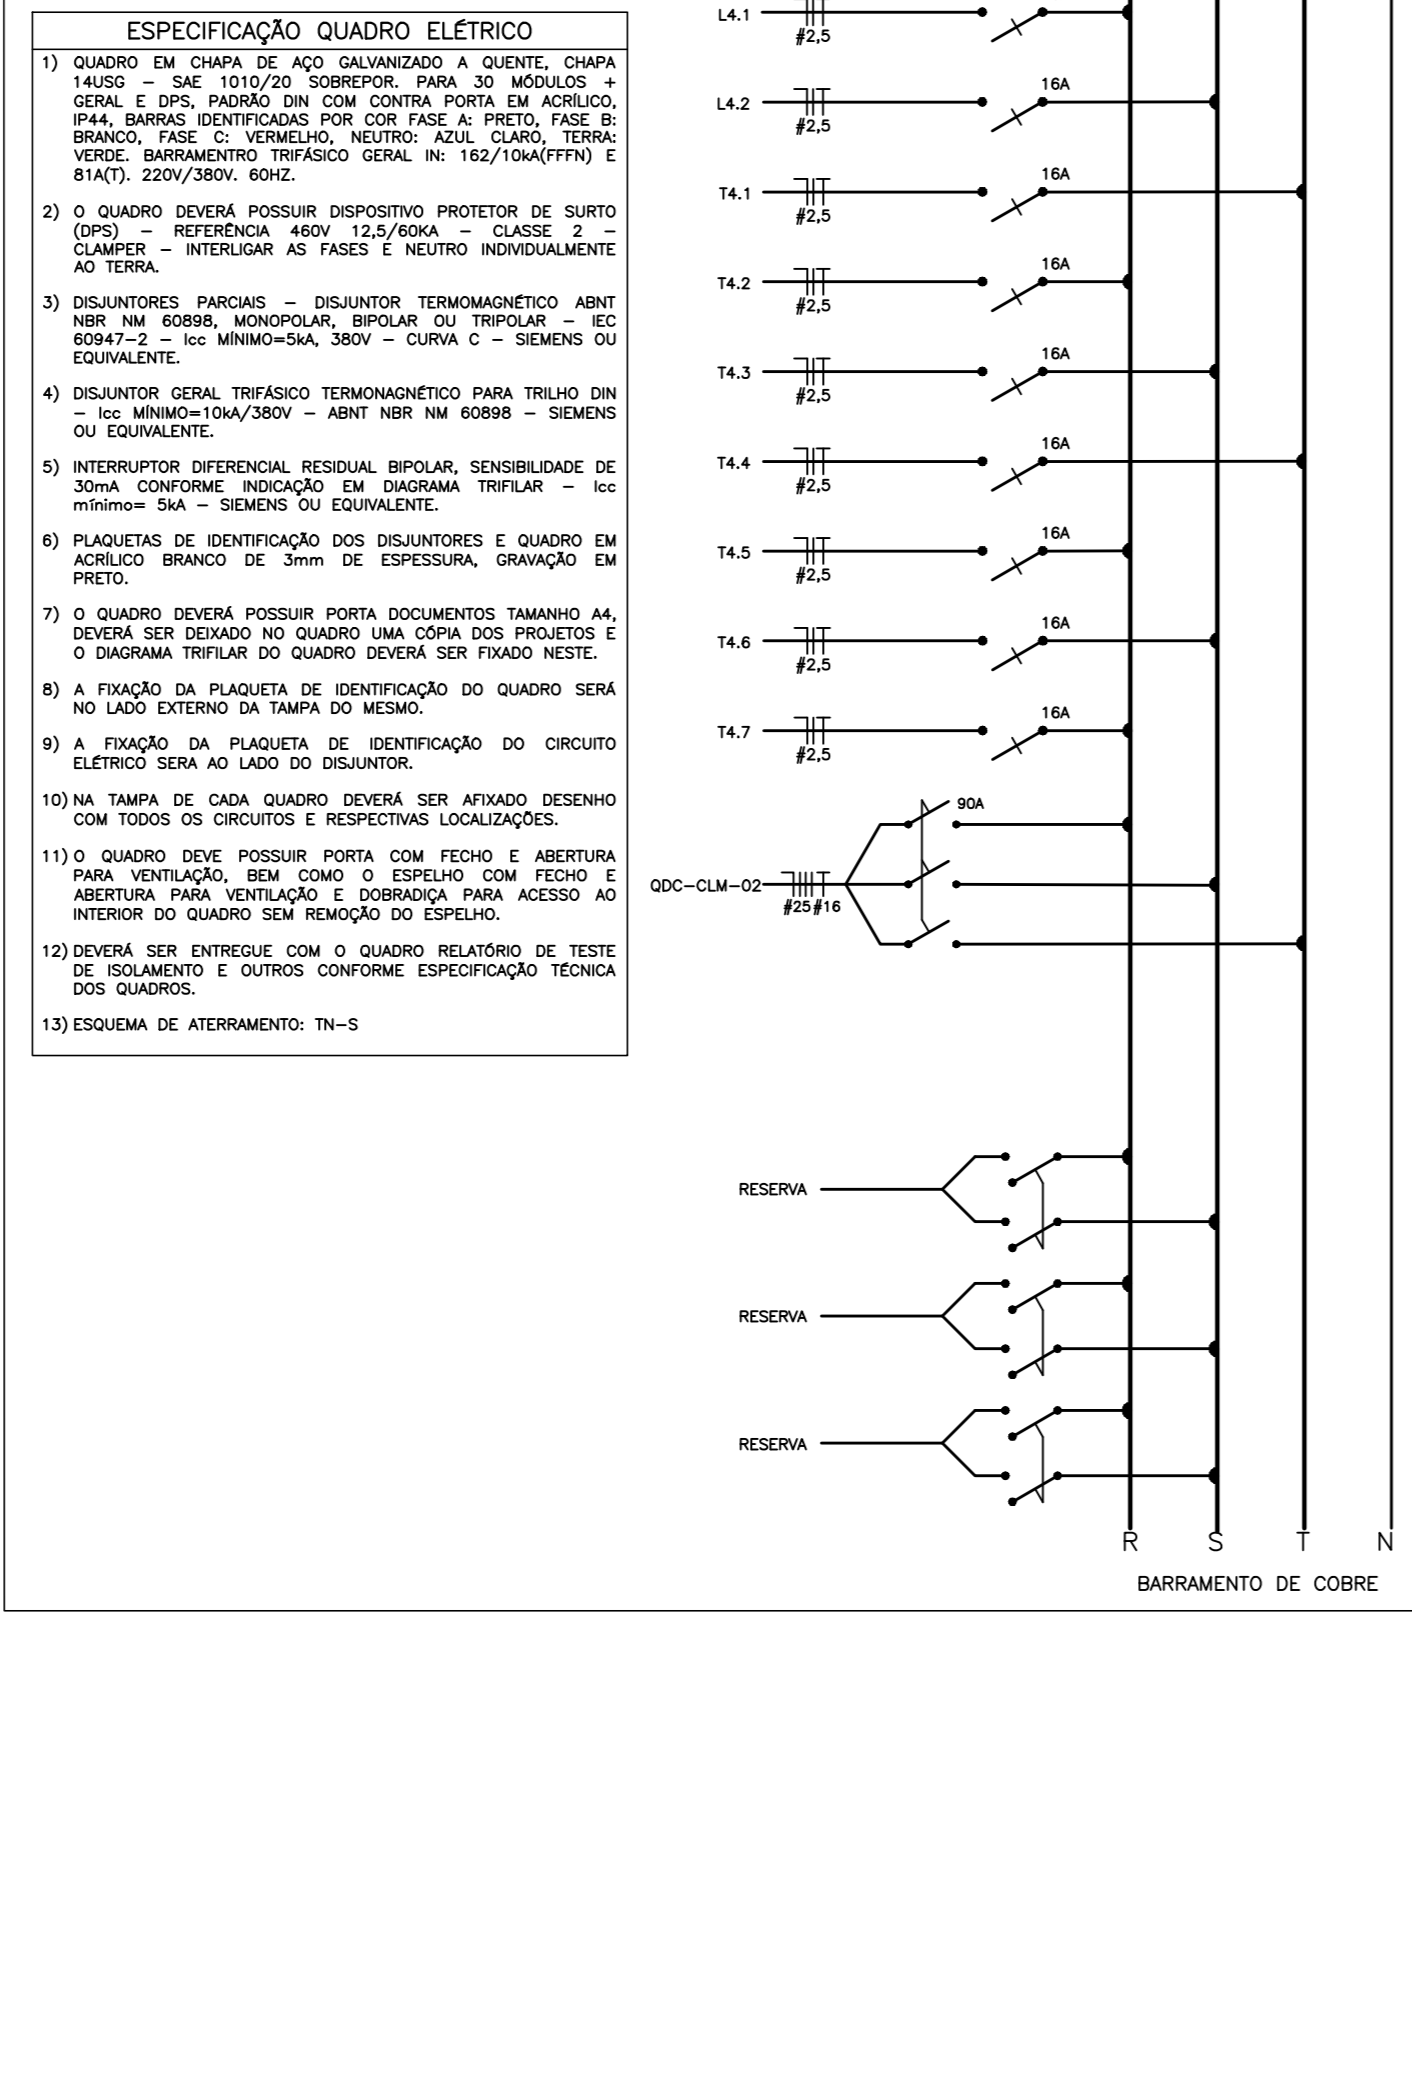 ESPECIFICAÇÃO QUADRO ELÉTRICO
1) QUADRO EM CHAPA DE AÇO GALVANIZADO A QUENTE, CHAPA
14USG – SAE 1010/20 SOBREPOR. PARA 30 MÓDULOS +
GERAL E DPS, PADRÃO DIN COM CONTRA PORTA EM ACRÍLICO,
IP44, BARRAS IDENTIFICADAS POR COR FASE A: PRETO, FASE B:
BRANCO, FASE C: VERMELHO, NEUTRO: AZUL CLARO, TERRA:
VERDE. BARRAMENTRO TRIFÁSICO GERAL IN: 162/10kA(FFFN) E
81A(T). 220V/380V. 60HZ.
2) O QUADRO DEVERÁ POSSUIR DISPOSITIVO PROTETOR DE SURTO
(DPS) – REFERÊNCIA 460V 12,5/60KA – CLASSE 2 –
CLAMPER – INTERLIGAR AS FASES E NEUTRO INDIVIDUALMENTE
AO TERRA.
3) DISJUNTORES PARCIAIS – DISJUNTOR TERMOMAGNÉTICO ABNT
NBR NM 60898, MONOPOLAR, BIPOLAR OU TRIPOLAR – IEC
60947-2 – Icc MÍNIMO=5kA, 380V – CURVA C – SIEMENS OU
EQUIVALENTE.
4) DISJUNTOR GERAL TRIFÁSICO TERMONAGNÉTICO PARA TRILHO DIN
– Icc MÍNIMO=10kA/380V – ABNT NBR NM 60898 – SIEMENS
OU EQUIVALENTE.
5) INTERRUPTOR DIFERENCIAL RESIDUAL BIPOLAR, SENSIBILIDADE DE
30mA CONFORME INDICAÇÃO EM DIAGRAMA TRIFILAR – Icc
mínimo= 5kA – SIEMENS OU EQUIVALENTE.
6) PLAQUETAS DE IDENTIFICAÇÃO DOS DISJUNTORES E QUADRO EM
ACRÍLICO BRANCO DE 3mm DE ESPESSURA, GRAVAÇÃO EM
PRETO.
7) O QUADRO DEVERÁ POSSUIR PORTA DOCUMENTOS TAMANHO A4,
DEVERÁ SER DEIXADO NO QUADRO UMA CÓPIA DOS PROJETOS E
O DIAGRAMA TRIFILAR DO QUADRO DEVERÁ SER FIXADO NESTE.
8) A FIXAÇÃO DA PLAQUETA DE IDENTIFICAÇÃO DO QUADRO SERÁ
NO LADO EXTERNO DA TAMPA DO MESMO.
9) A FIXAÇÃO DA PLAQUETA DE IDENTIFICAÇÃO DO CIRCUITO
ELÉTRICO SERA AO LADO DO DISJUNTOR.
10) NA TAMPA DE CADA QUADRO DEVERÁ SER AFIXADO DESENHO
COM TODOS OS CIRCUITOS E RESPECTIVAS LOCALIZAÇÕES.
11) O QUADRO DEVE POSSUIR PORTA COM FECHO E ABERTURA
PARA VENTILAÇÃO, BEM COMO O ESPELHO COM FECHO E
ABERTURA PARA VENTILAÇÃO E DOBRADIÇA PARA ACESSO AO
INTERIOR DO QUADRO SEM REMOÇÃO DO ESPELHO.
12) DEVERÁ SER ENTREGUE COM O QUADRO RELATÓRIO DE TESTE
DE ISOLAMENTO E OUTROS CONFORME ESPECIFICAÇÃO TÉCNICA
DOS QUADROS.
13) ESQUEMA DE ATERRAMENTO: TN-S
L4.1
#2,5
L4.2 16A
#2,5
T4.1 16A
#2,5
T4.2 16A
#2,5
T4.3 16A
#2,5
T4.4 16A
#2,5
T4.5 16A
#2,5
T4.6 16A
#2,5
T4.7 16A
#2,5
90A
QDC-CLM-02
#25 #16
RESERVA
RESERVA
RESERVA
R S T N
BARRAMENTO DE COBRE